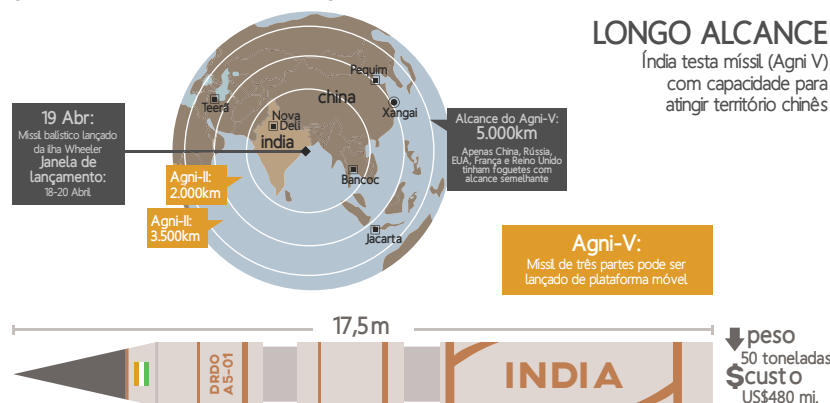 LONGO ALCANCE
Índia testa míssil (Agni V)
com capacidade para
atingir território chinês
19 Abr:
Missil balístico lançado
da ilha Wheeler
Janela de
lançamento:
18-20 Abril
Teerã
Nova
Deli
india
china
Pequim
Xangai
Bancoc
Jacarta
Agni-II:
2.000km
Agni-II:
3.500km
Alcance do Agni-V:
5.000km
Apenas China, Rússia,
EUA, França e Reino Unido
tinham foguetes com
alcance semelhante
Agni-V:
Missil de três partes pode ser
lançado de plataforma móvel
17,5m
DRDO
A5-01
INDIA
peso
50 toneladas
$custo
US$480 mi.